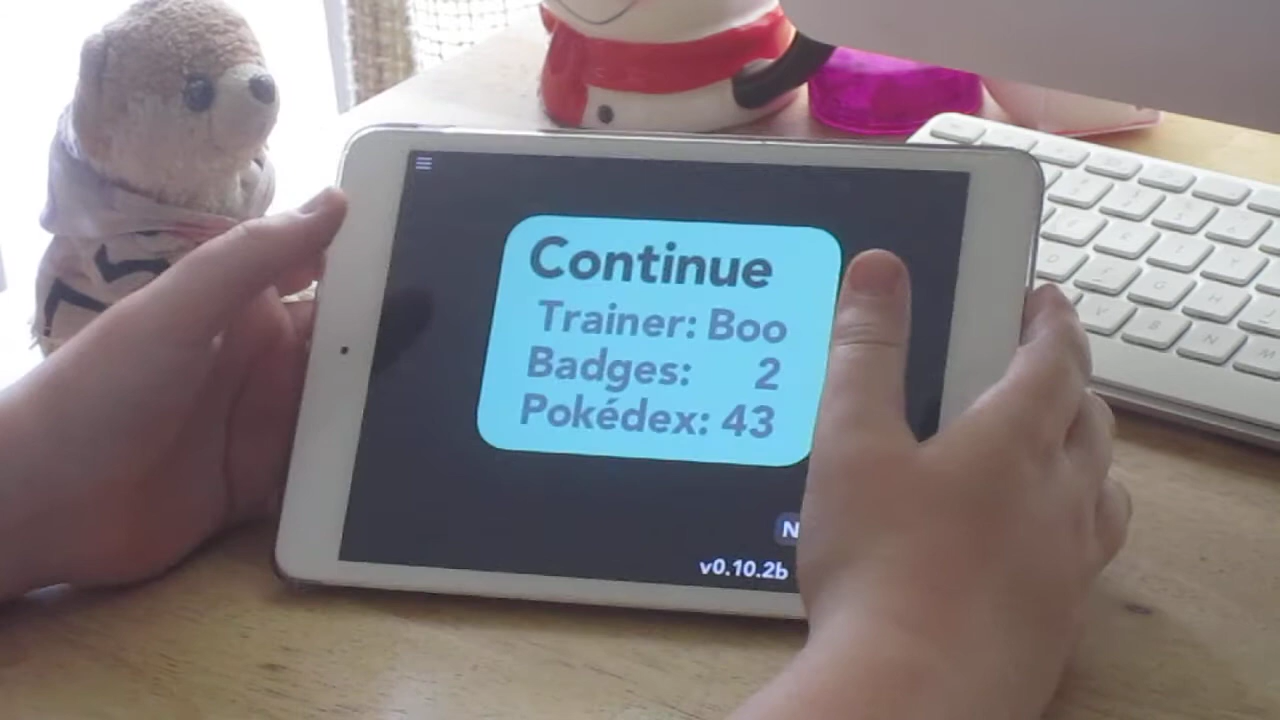 Continue
Trainer: Boo
Badges: 2
Pokédex: 43
v0.10.2b